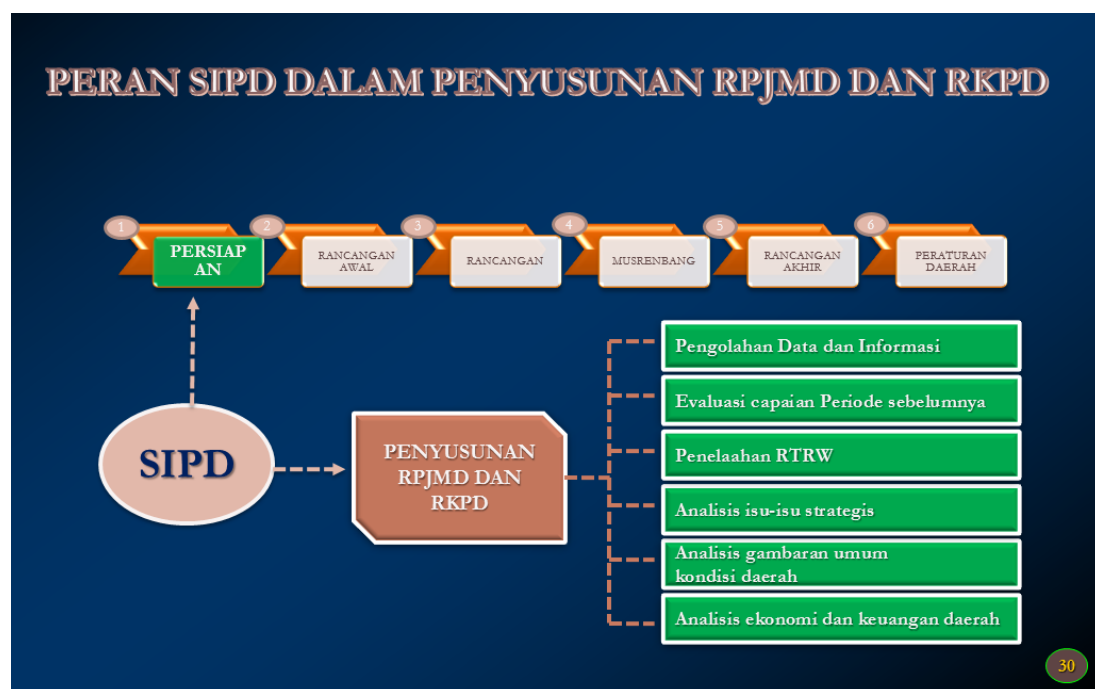 PERAN SIPD DALAM PENYUSUNAN RPJMD DAN RKPD
1
2
3
4
5
6
PERSIAP
AN
RANCANGAN
AWAL
RANCANGAN
MUSRENBANG
RANCANGAN
AKHIR
PERATURAN
DAERAH
SIPD
PENYUSUNAN
RPJMD DAN
RKPD
Pengolahan Data dan Informasi
Evaluasi capaian Periode sebelumnya
Penelaahan RTRW
Analisis isu-isu strategis
Analisis gambaran umum
kondisi daerah
Analisis ekonomi dan keuangan daerah
30